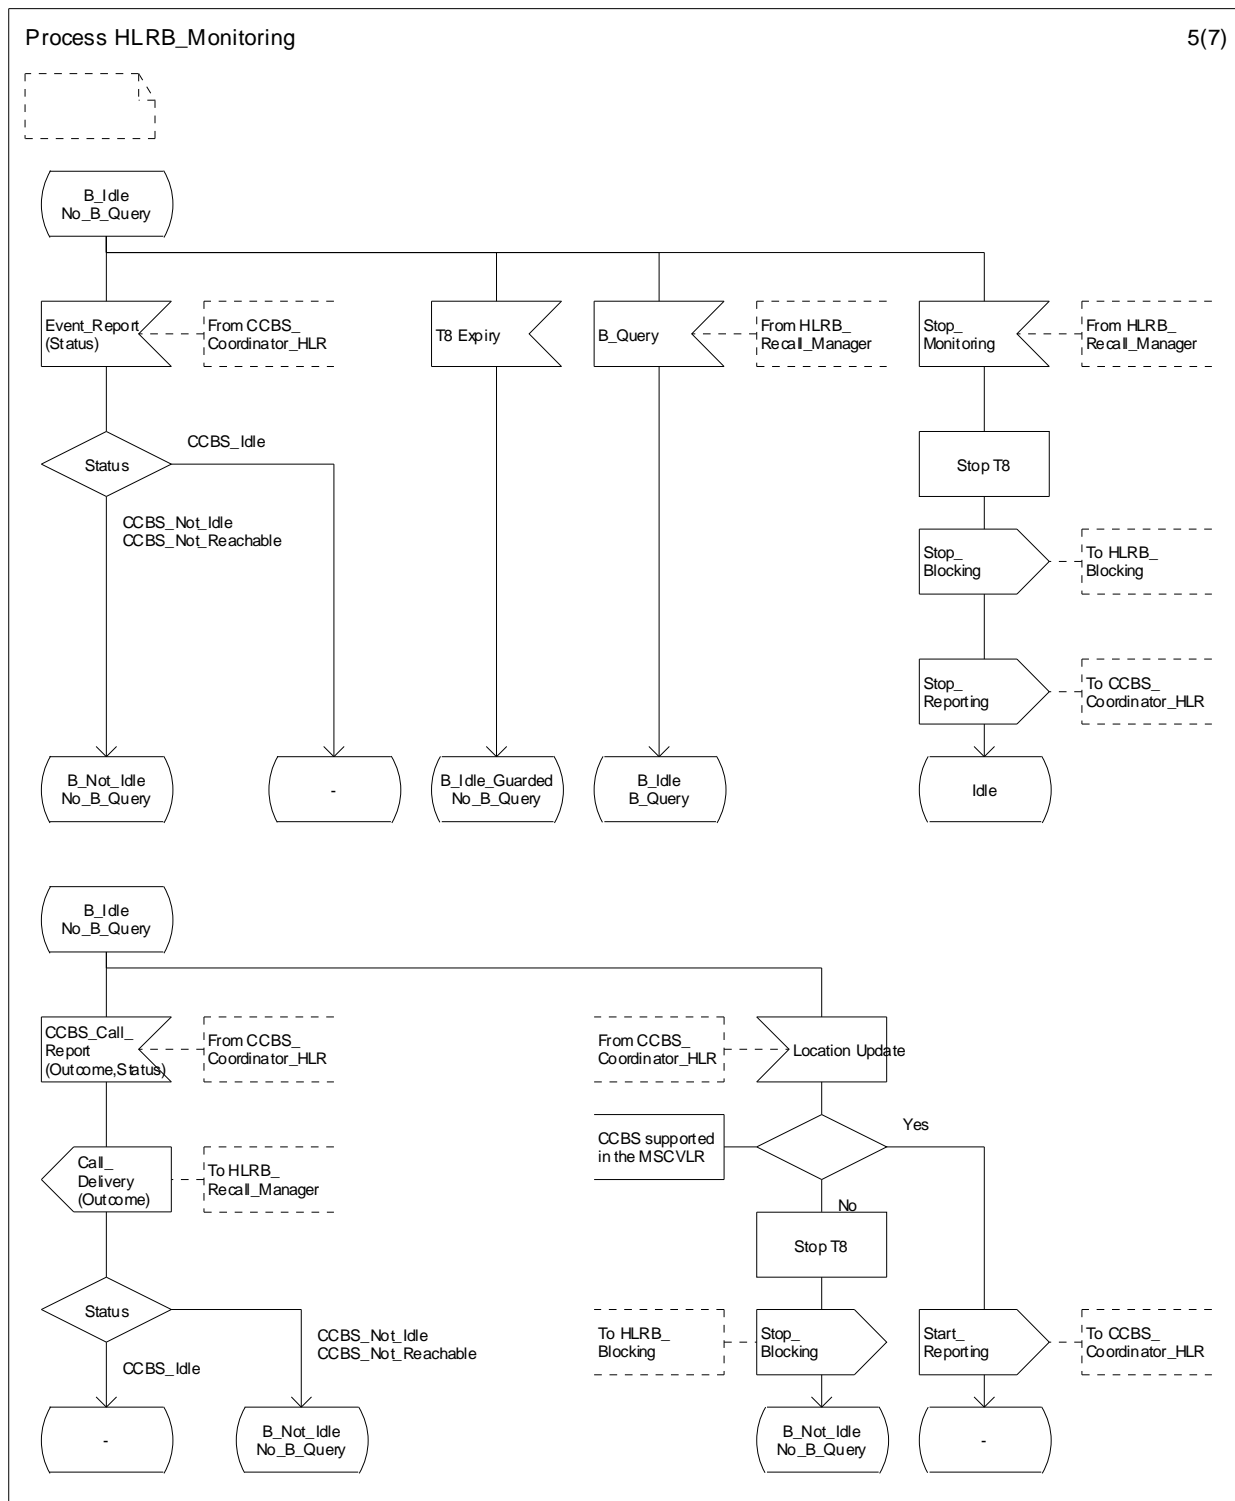 Process HLRB_Monitoring
5(7)
B_Idle
No_B_Query
Event_Report
(Status)
From CCBS_
Coordinator_HLR
T8 Expiry
B_Query
From HLRB_
Recall_Manager
Stop_
Monitoring
From HLRB_
Recall_Manager
Status
CCBS_Idle
CCBS_Not_Idle
CCBS_Not_Reachable
Stop T8
Stop_
Blocking
To HLRB_
Blocking
Stop_
Reporting
To CCBS_
Coordinator_HLR
B_Not_Idle
No_B_Query
-
B_Idle_Guarded
No_B_Query
B_Idle
B_Query
Idle
B_Idle
No_B_Query
CCBS_Call_
Report
(Outcome,Status)
From CCBS_
Coordinator_HLR
From CCBS_
Coordinator_HLR
Location Update
Call_
Delivery
(Outcome)
To HLRB_
Recall_Manager
CCBS supported
in the MSCVLR
Yes
No
Stop T8
Status
CCBS_Not_Idle
CCBS_Not_Reachable
CCBS_Idle
To HLRB_
Blocking
Stop_
Blocking
Start_
Reporting
To CCBS_
Coordinator_HLR
-
B_Not_Idle
No_B_Query
B_Not_Idle
No_B_Query
-